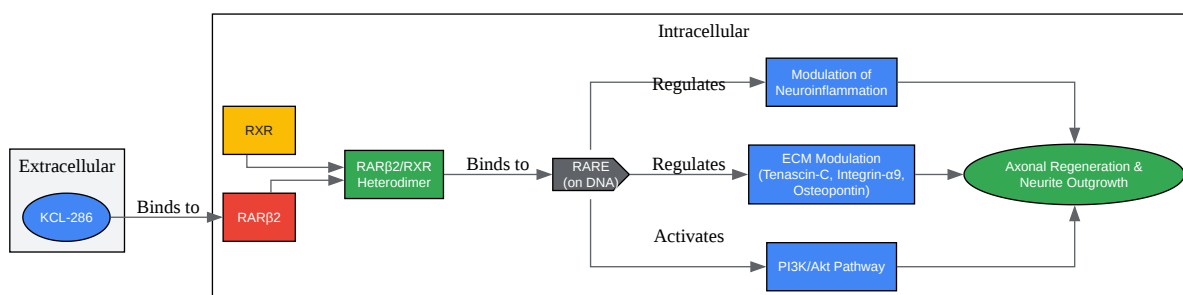 Intracellular
Extracellular
KCL-286
Binds to
RXR
RARβ2
RARβ2/RXR
Heterodimer
Binds to
RARE
(on DNA)
Regulates
Regulates
Activates
Modulation of
Neuroinflammation
ECM Modulation
(Tenascin-C, Integrin-α9,
Osteopontin)
PI3K/Akt Pathway
Axonal Regeneration &
Neurite Outgrowth